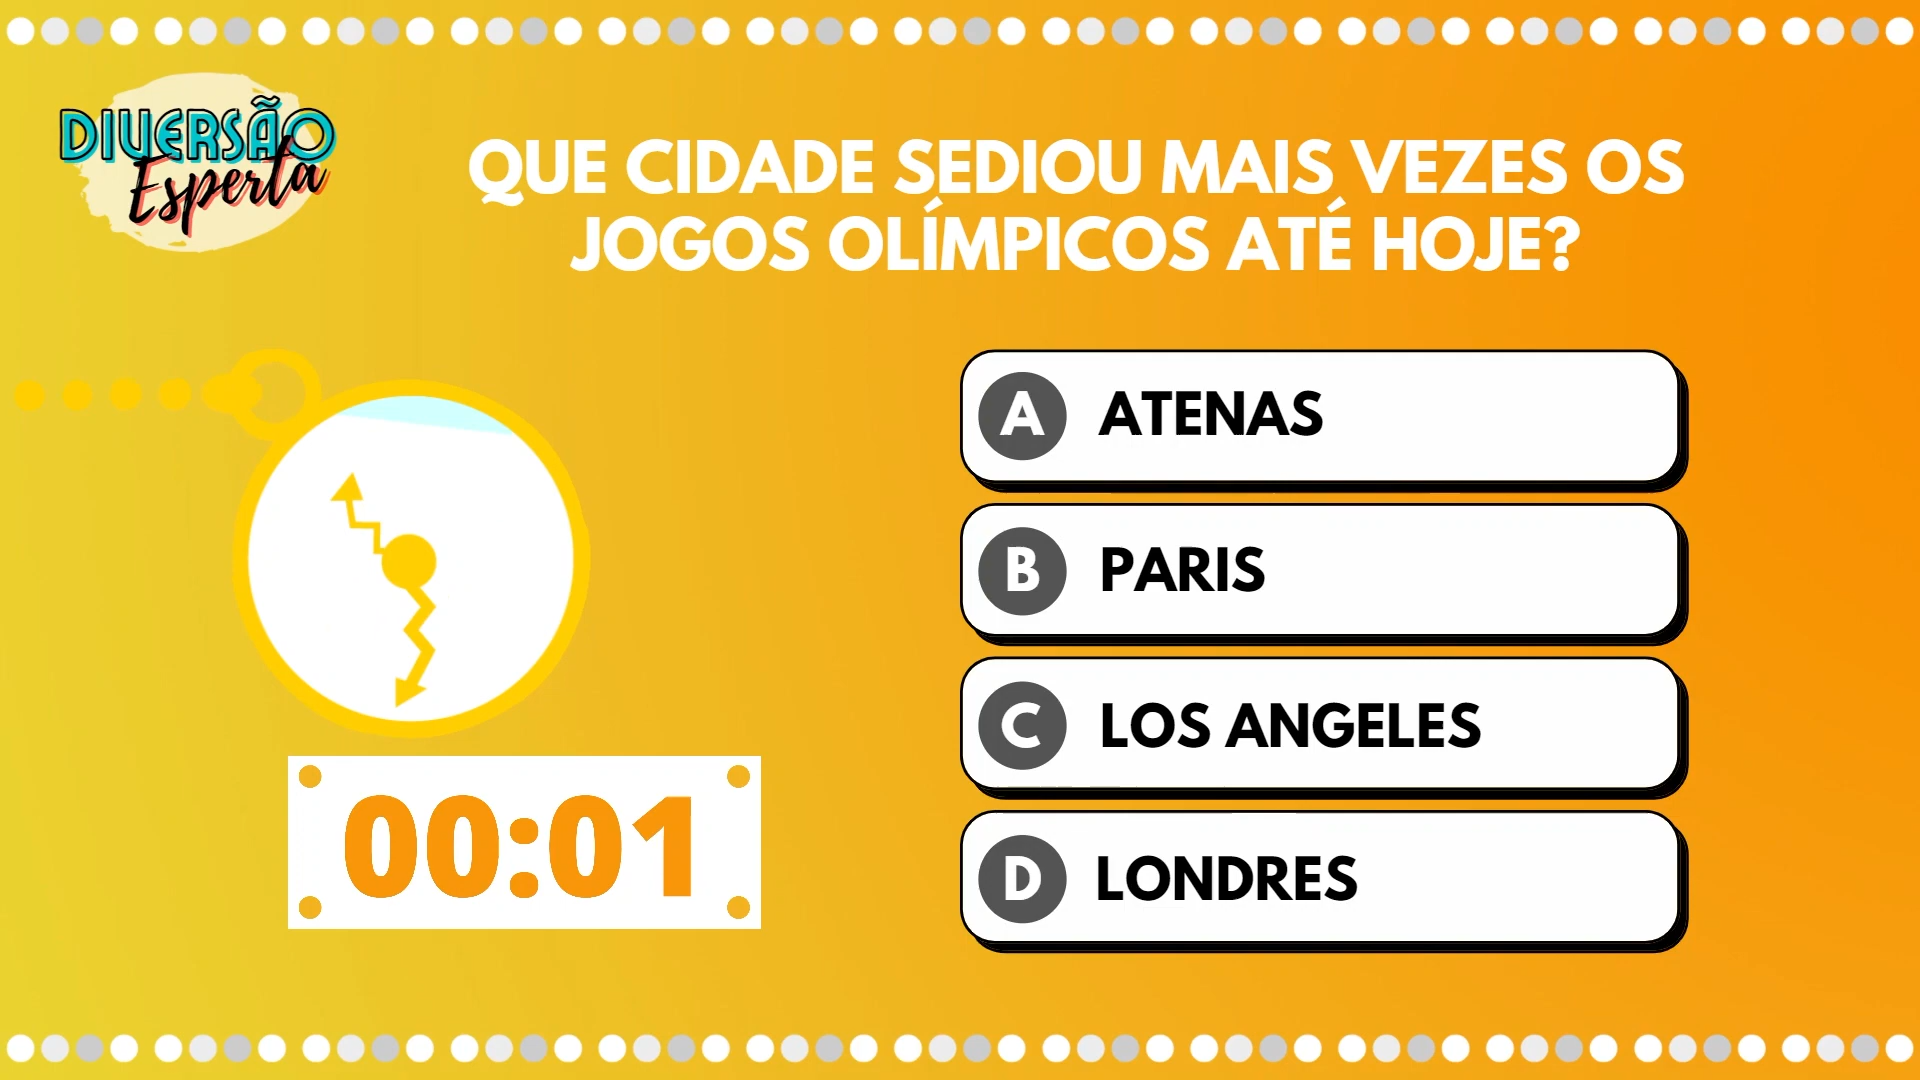 DIVERSÃO
Esperta
QUE CIDADE SEDIOU MAIS VEZES OS
JOGOS OLÍMPICOS ATÉ HOJE?
A ATENAS
B PARIS
C LOS ANGELES
D LONDRES
00:01